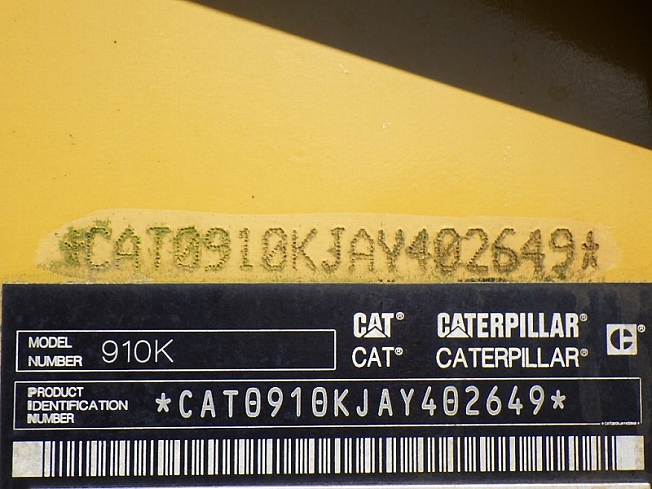 *CAT0910KJAY402649*
CAT® CATERPILLAR®
MODEL NUMBER 910K
CAT® CATERPILLAR® C
PRODUCT
IDENTIFICATION *CAT0910KJAY402649*
NUMBER